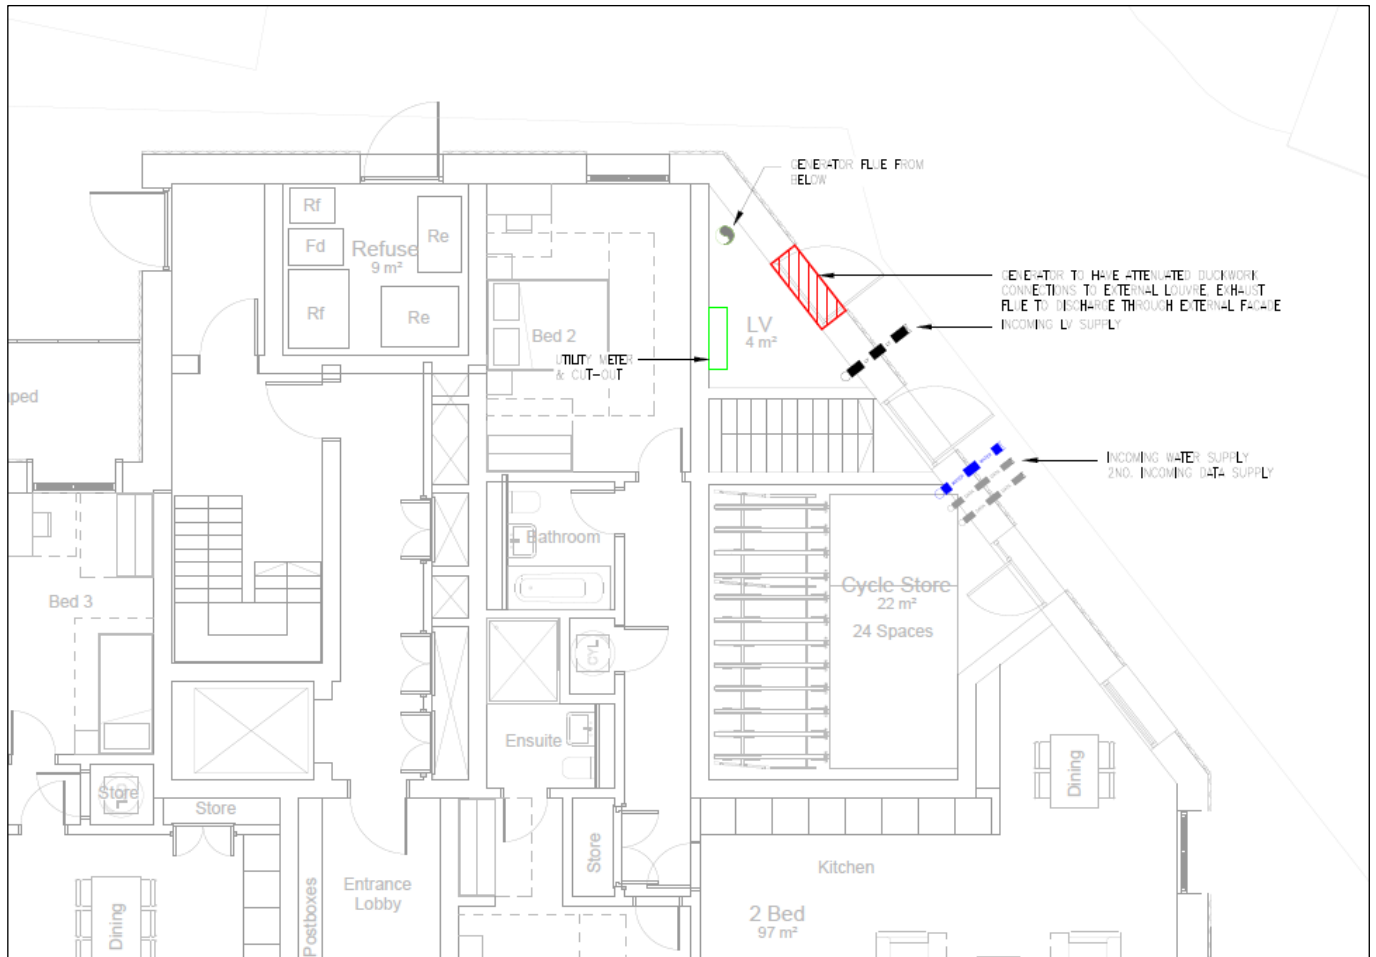 GENERATOR FLUE FROM
BELOW
Rf
Re
Fd
Refuse
9 m²
Rf
Re
GENERATOR TO HAVE ATTENUATED DUCKWORK
CONNECTIONS TO EXTERNAL LOUVRE, EXHAUST
FLUE TO DISCHARGE THROUGH EXTERNAL FACADE
INCOMING LV SUPPLY
LV
4 m²
Bed 2
UTILITY METER
& CUT-OUT
INCOMING WATER SUPPLY
2NO. INCOMING DATA SUPPLY
Bathroom
Cycle Store
22 m²
24 Spaces
Bed 3
CYL
Ensuite
Store
Store
Dining
Store
Kitchen
Entrance
Lobby
Postboxes
Dining
2 Bed
97 m²